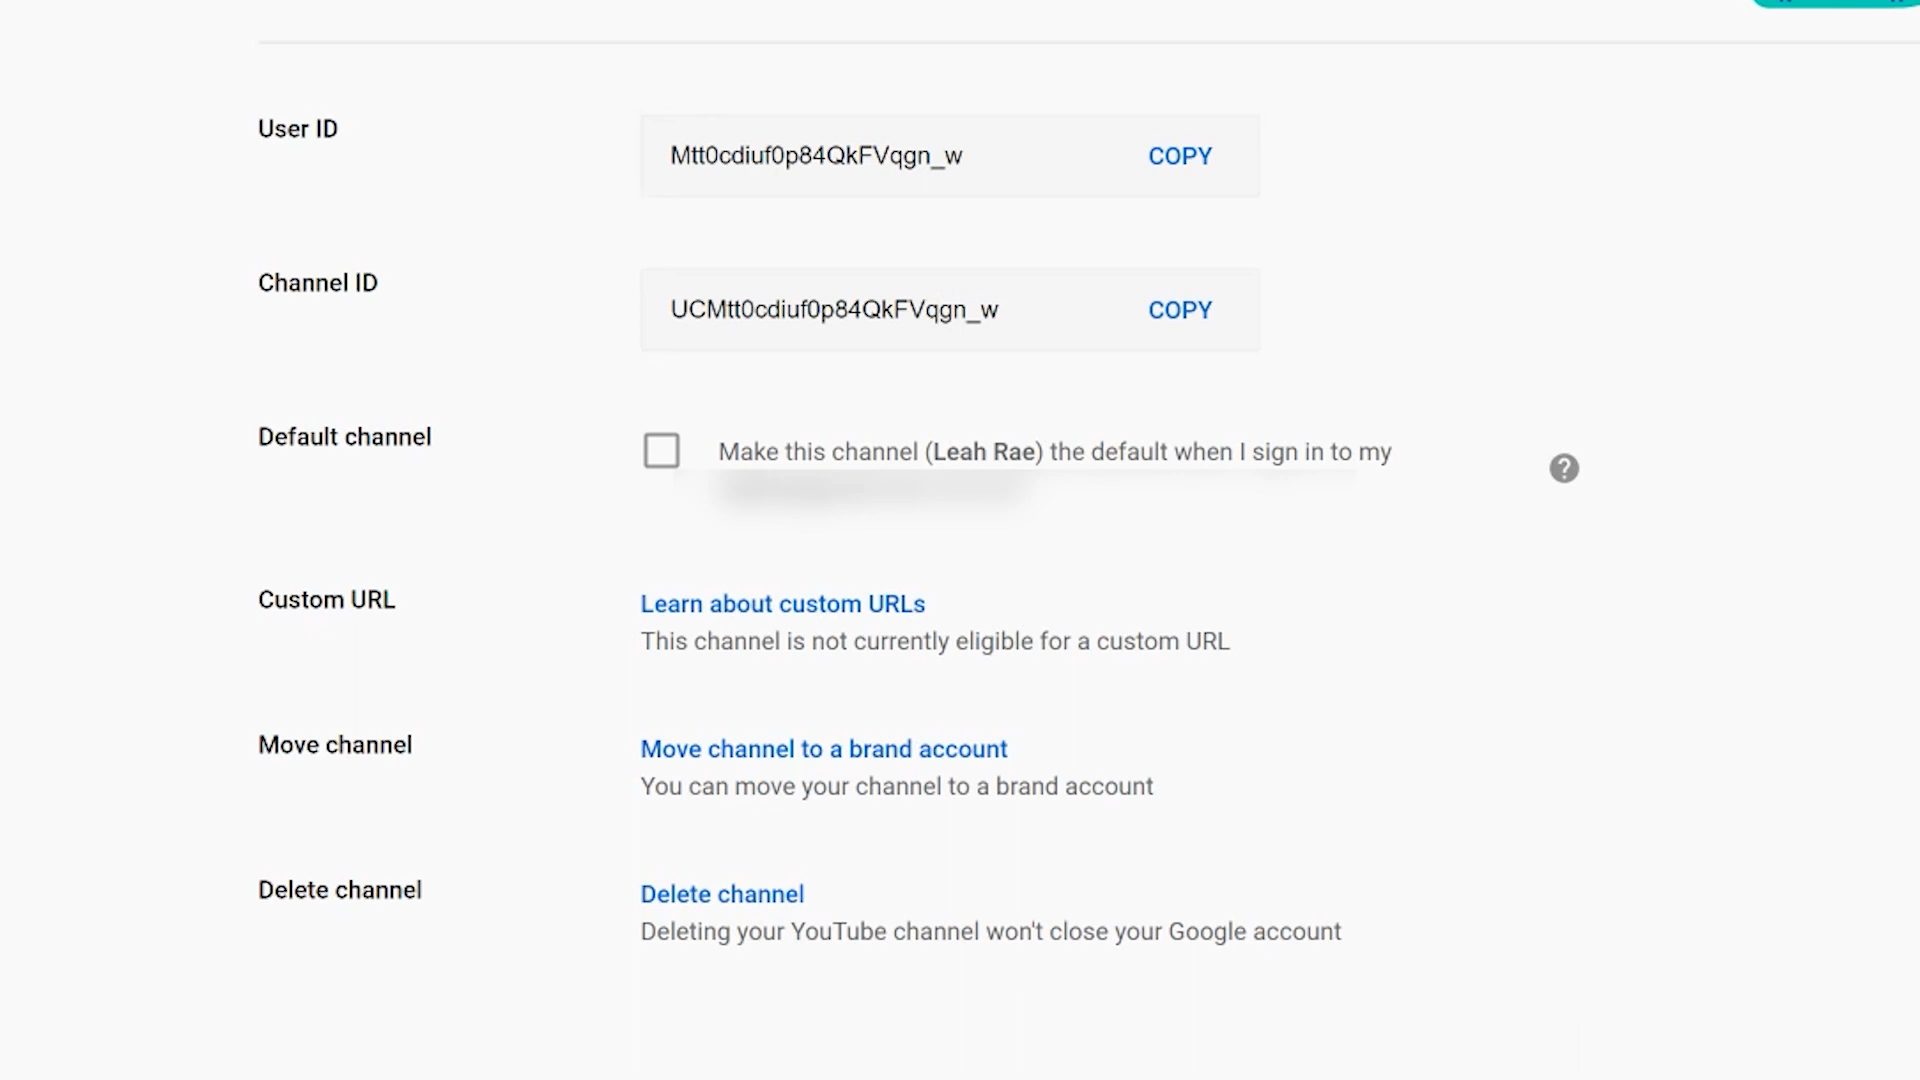 User ID
Mtt0cdiuf0p84QkFVqgn_w COPY
Channel ID
UCMtt0cdiuf0p84QkFVqgn_w COPY
Default channel
Make this channel (Leah Rae) the default when I sign in to my
?
Custom URL
Learn about custom URLs
This channel is not currently eligible for a custom URL
Move channel
Move channel to a brand account
You can move your channel to a brand account
Delete channel
Delete channel
Deleting your YouTube channel won't close your Google account